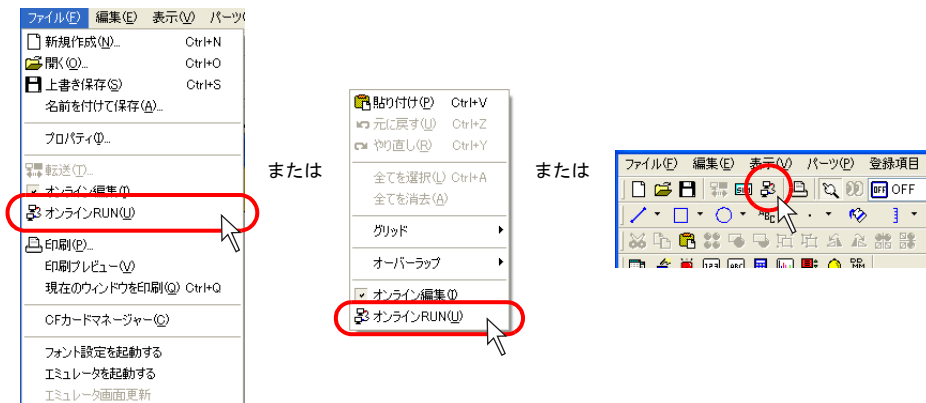 ファイル(F) 編集(E) 表示(V) パーツ(
新規作成(N)... Ctrl+N
開く(O)... Ctrl+O
上書き保存(S) Ctrl+S
名前を付けて保存(A)...
プロパティ(I)...
転送(T)...
オンライン編集(I)
オンラインRUN(U)
印刷(P)...
印刷プレビュー(V)
現在のウィンドウを印刷(Q) Ctrl+Q
CFカードマネージャー(C)
フォント設定を起動する
エミュレータを起動する
エミュレータ画面更新
または
貼り付け(P) Ctrl+V
元に戻す(U) Ctrl+Z
やり直し(R) Ctrl+Y
全てを選択(L) Ctrl+A
全てを消去(A)
グリッド
オーバーラップ
オンライン編集(I)
オンラインRUN(U)
または
ファイル(F) 編集(E) 表示(V) パーツ(P) 登録項目
OFF OFF
ABC
123 ABC